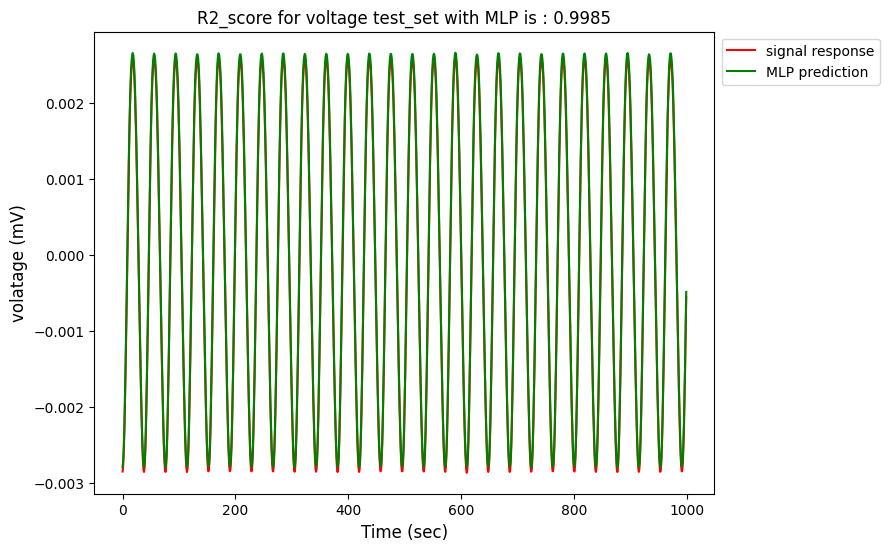 R2_score for voltage test_set with MLP is : 0.9985
signal response
MLP prediction
0.002
0.001
0.000
−0.001
−0.002
−0.003
volatage (mV)
0
200
400
600
800
1000
Time (sec)